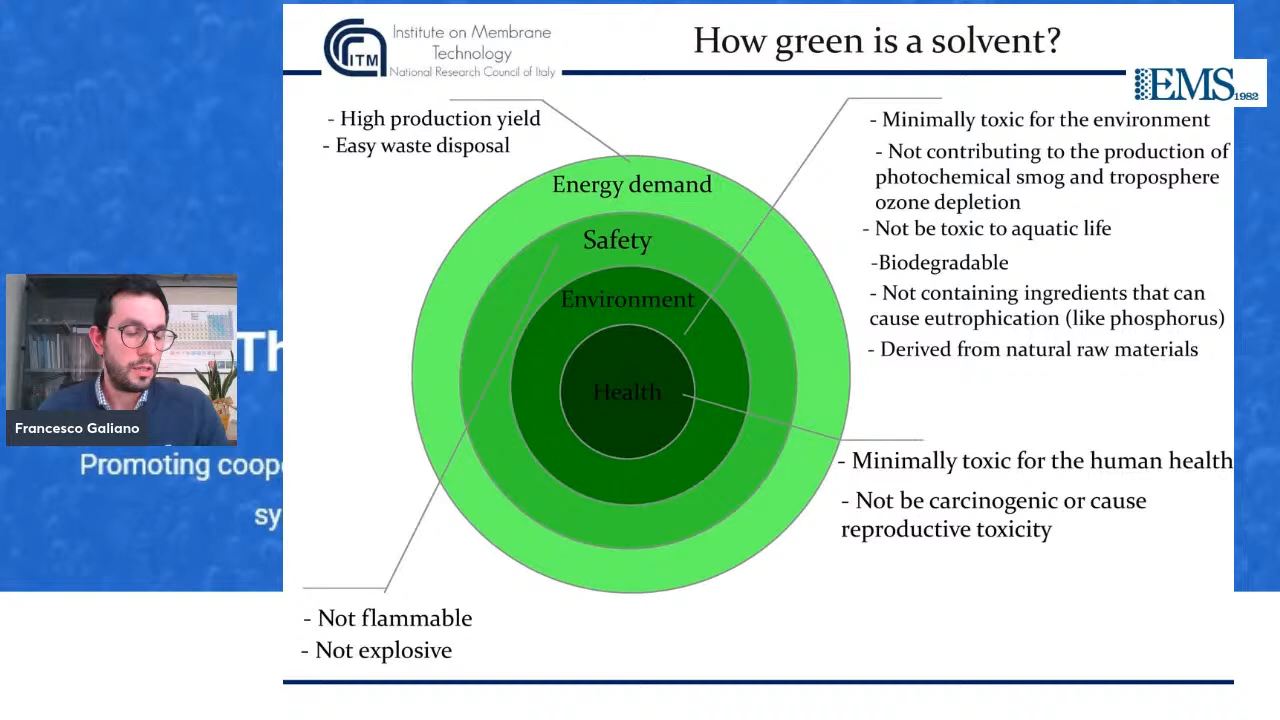 ITM
Institute on Membrane
Technology
National Research Council of Italy
How green is a solvent?
EMS 1982
- High production yield
- Easy waste disposal
Energy demand
Safety
Environment
Health
- Minimally toxic for the environment
- Not contributing to the production of
photochemical smog and troposphere
ozone depletion
- Not be toxic to aquatic life
-Biodegradable
- Not containing ingredients that can
cause eutrophication (like phosphorus)
- Derived from natural raw materials
- Minimally toxic for the human health
- Not be carcinogenic or cause
reproductive toxicity
- Not flammable
- Not explosive
Th
Francesco Galiano
Promoting coope
sy